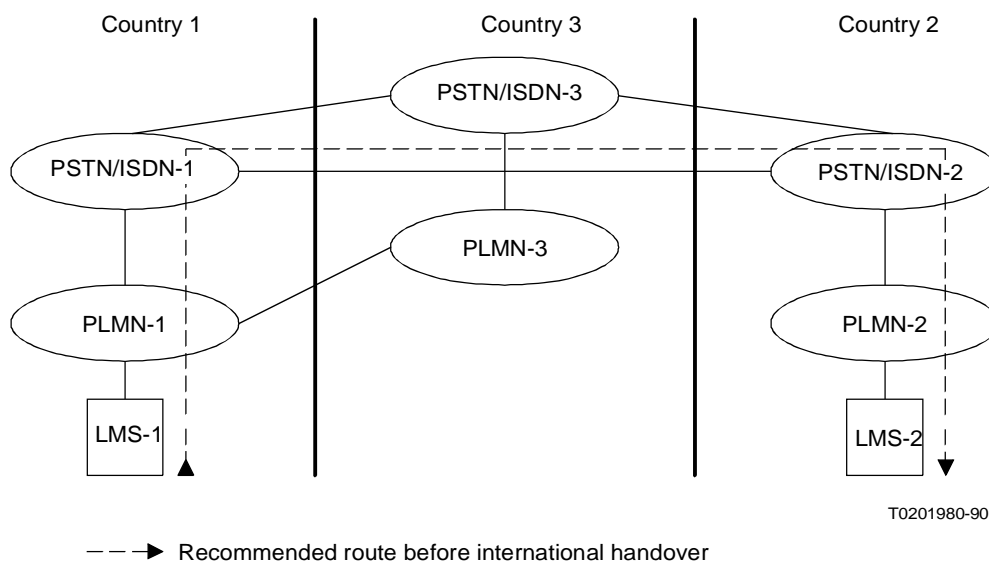 Country 1
Country 3
Country 2
PSTN/ISDN-3
PSTN/ISDN-1
PSTN/ISDN-2
PLMN-3
PLMN-1
PLMN-2
LMS-1
LMS-2
T0201980-90
Recommended route before international handover